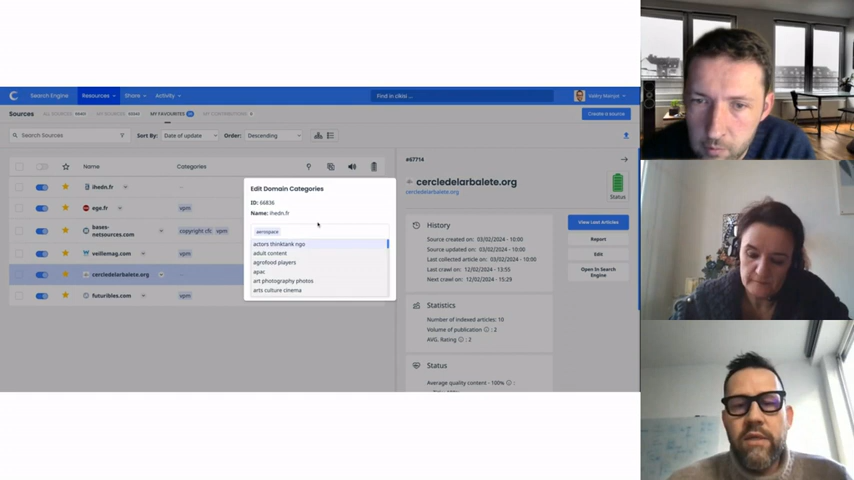 Search Engine Resources Share Activity Find in cikisi ... Valery Marcyo
Sources MY FAVOURITES MY CONTRIBUTIONS Create a source
Search Sources Sort By: Date of update Order: Descending
Name Categories
ihedn.fr -
ege.fr vpm
bases-netsources.com copyright cfc vpm
veillemag.com vpm
cercledelarbalete.org -
futuribles.com vpm
Edit Domain Categories
ID: 66836
Name: ihedn.fr
aerospace
actors thinktank ngo
adult content
agrofood players
apac
art photography photos
arts culture cinema
#67714
cercledelarbalete.org
cercledelarbalete.org
Status
History
Source created on: 03/02/2024 - 10:00
Source updated on: 03/02/2024 - 10:00
Last collected article on: 03/02/2024 - 10:00
Last crawl on: 12/02/2024 - 13:55
Next crawl on: 12/02/2024 - 15:29
View Last Articles
Report
Edit
Open In Search Engine
Statistics
Number of indexed articles: 10
Volume of publication : 2
AVG. Rating : 2
Status
Average quality content - 100% :